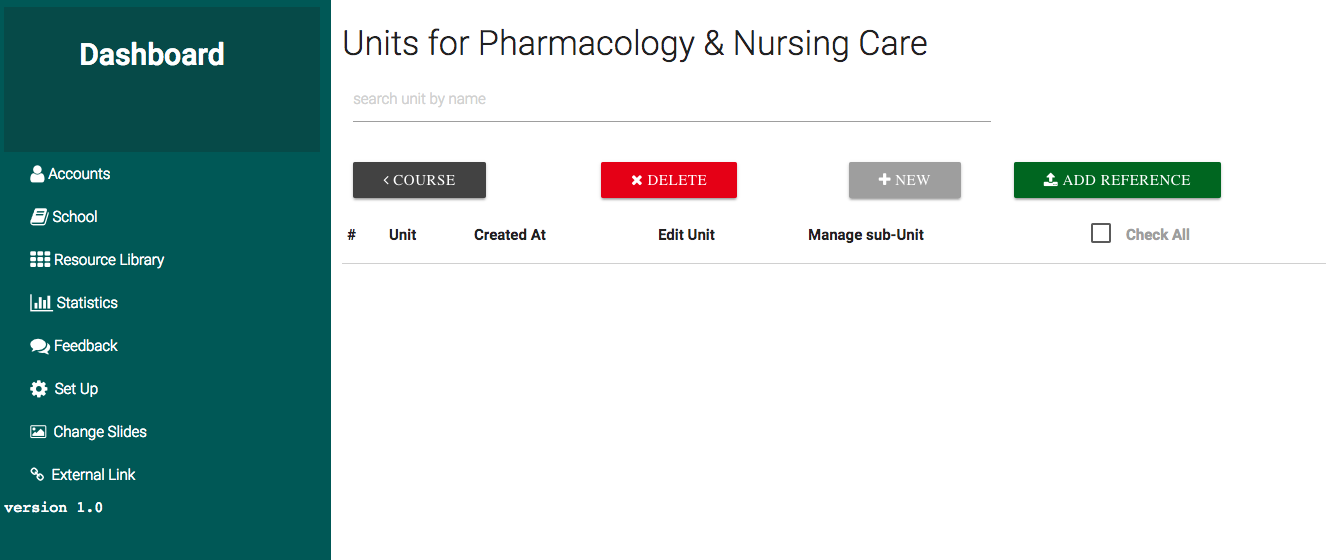 Dashboard
Accounts
School
Resource Library
Statistics
Feedback
Set Up
Change Slides
External Link
version 1.0
Units for Pharmacology & Nursing Care
search unit by name
< COURSE
DELETE
NEW
ADD REFERENCE
# Unit Created At Edit Unit Manage sub-Unit Check All